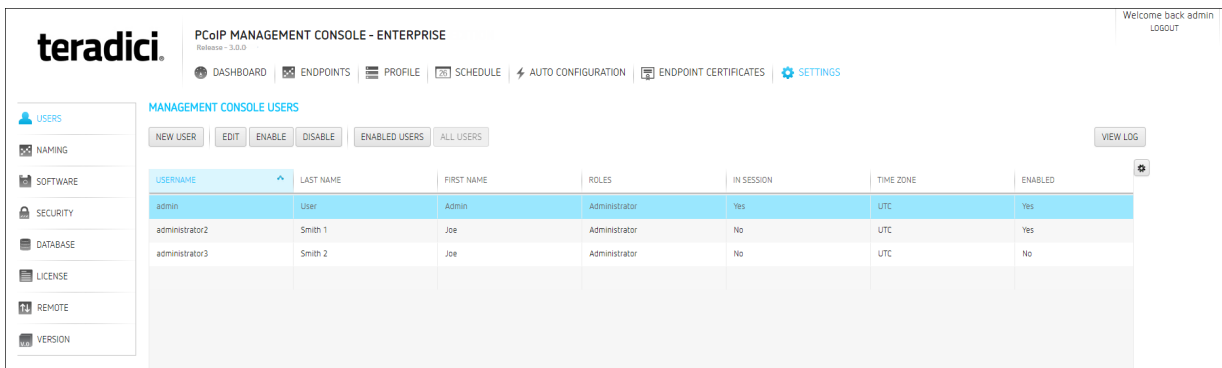 Welcome back admin
LOGOUT
teradici.
PCoIP MANAGEMENT CONSOLE - ENTERPRISE
Release - 3.0.0
DASHBOARD ENDPOINTS PROFILE 26 SCHEDULE AUTO CONFIGURATION ENDPOINT CERTIFICATES SETTINGS
USERS
NAMING
SOFTWARE
SECURITY
DATABASE
LICENSE
REMOTE
VERSION
MANAGEMENT CONSOLE USERS
NEW USER EDIT ENABLE DISABLE ENABLED USERS ALL USERS VIEW LOG
USERNAME LAST NAME FIRST NAME ROLES IN SESSION TIME ZONE ENABLED
admin User Admin Administrator Yes UTC Yes
administrator2 Smith 1 Joe Administrator No UTC Yes
administrator3 Smith 2 Joe Administrator No UTC No